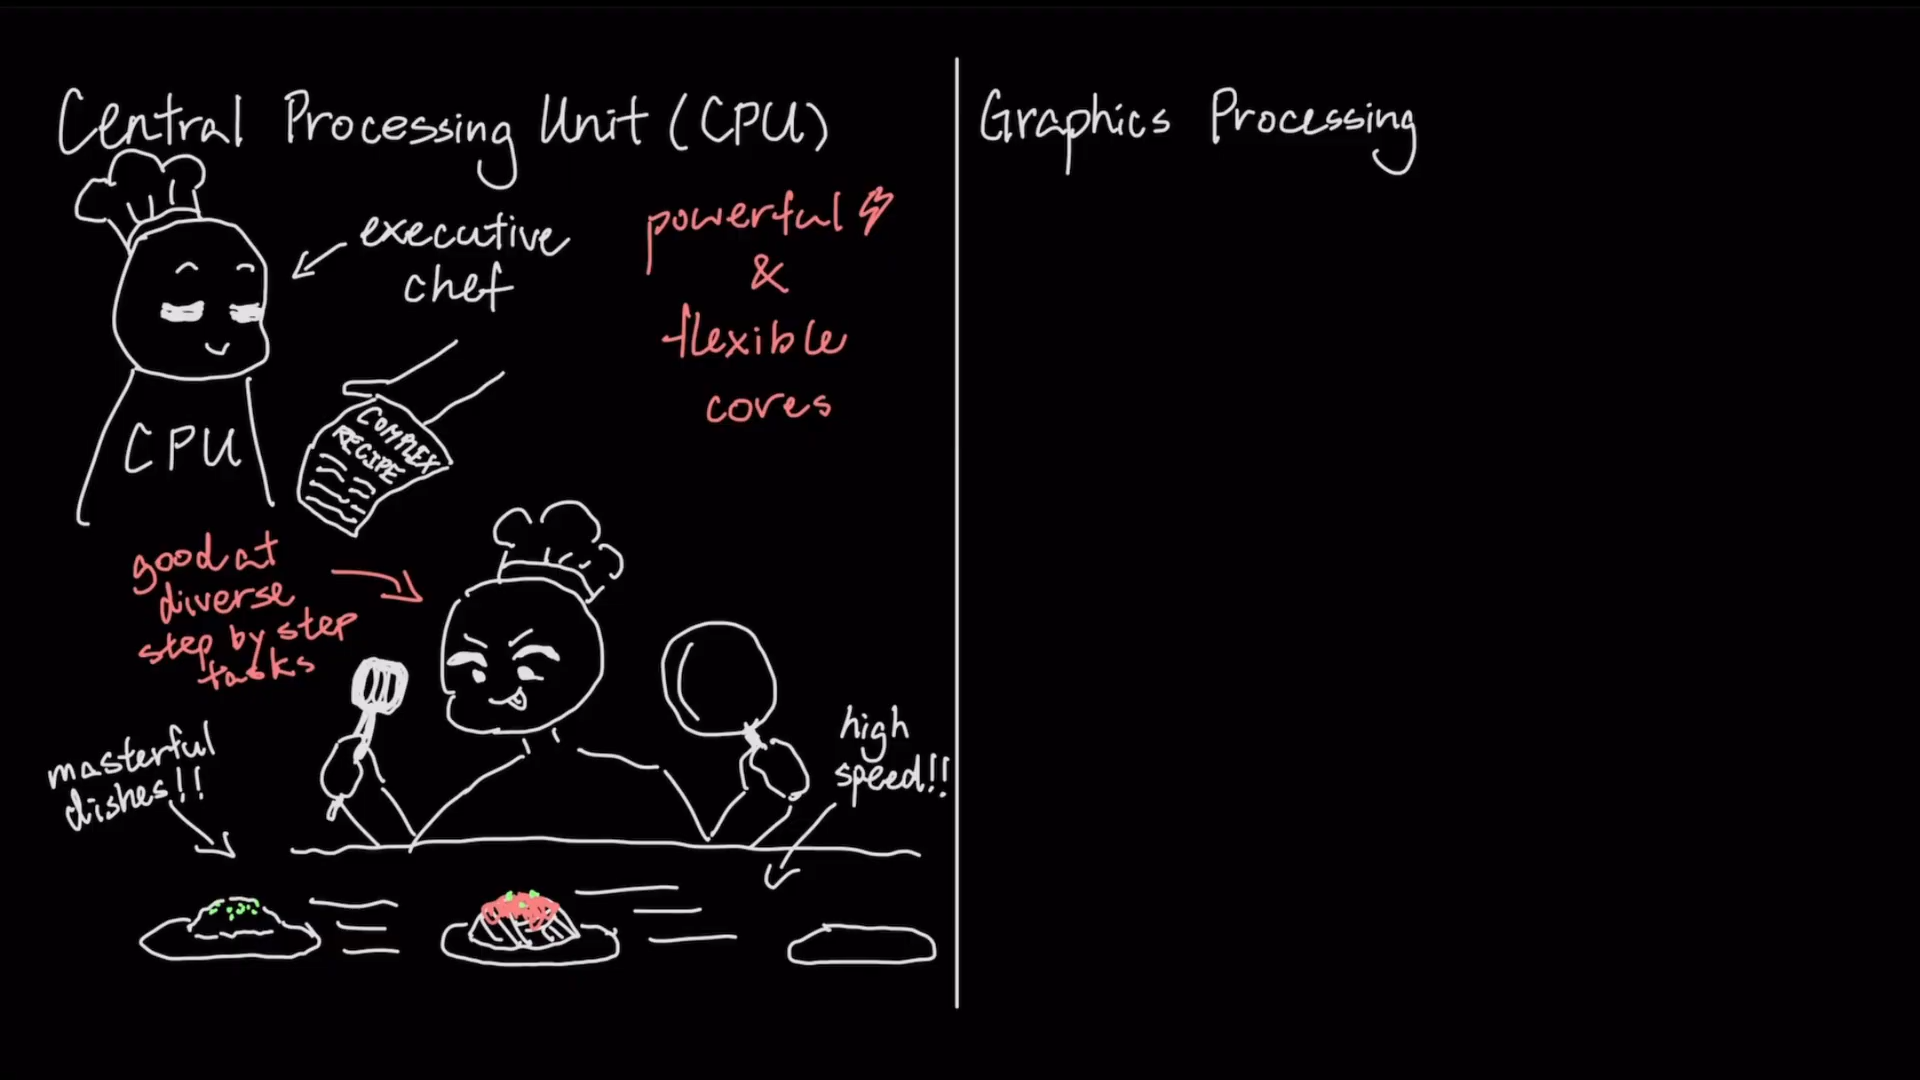 Central Processing Unit (CPU)
executive
chef
powerful
&
flexible
cores
CPU
COMPLEX
RECIPE
good at
diverse
step by step
tasks
masterful
dishes!!
high
speed!!
Graphics Processing